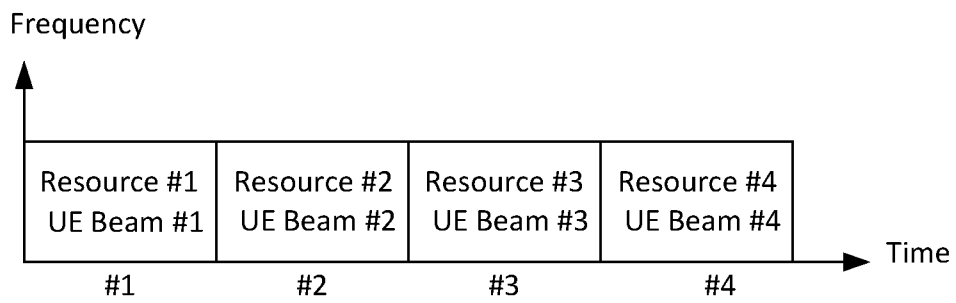 Frequency
Resource #1
UE Beam #1
Resource #2
UE Beam #2
Resource #3
UE Beam #3
Resource #4
UE Beam #4
Time
#1
#2
#3
#4